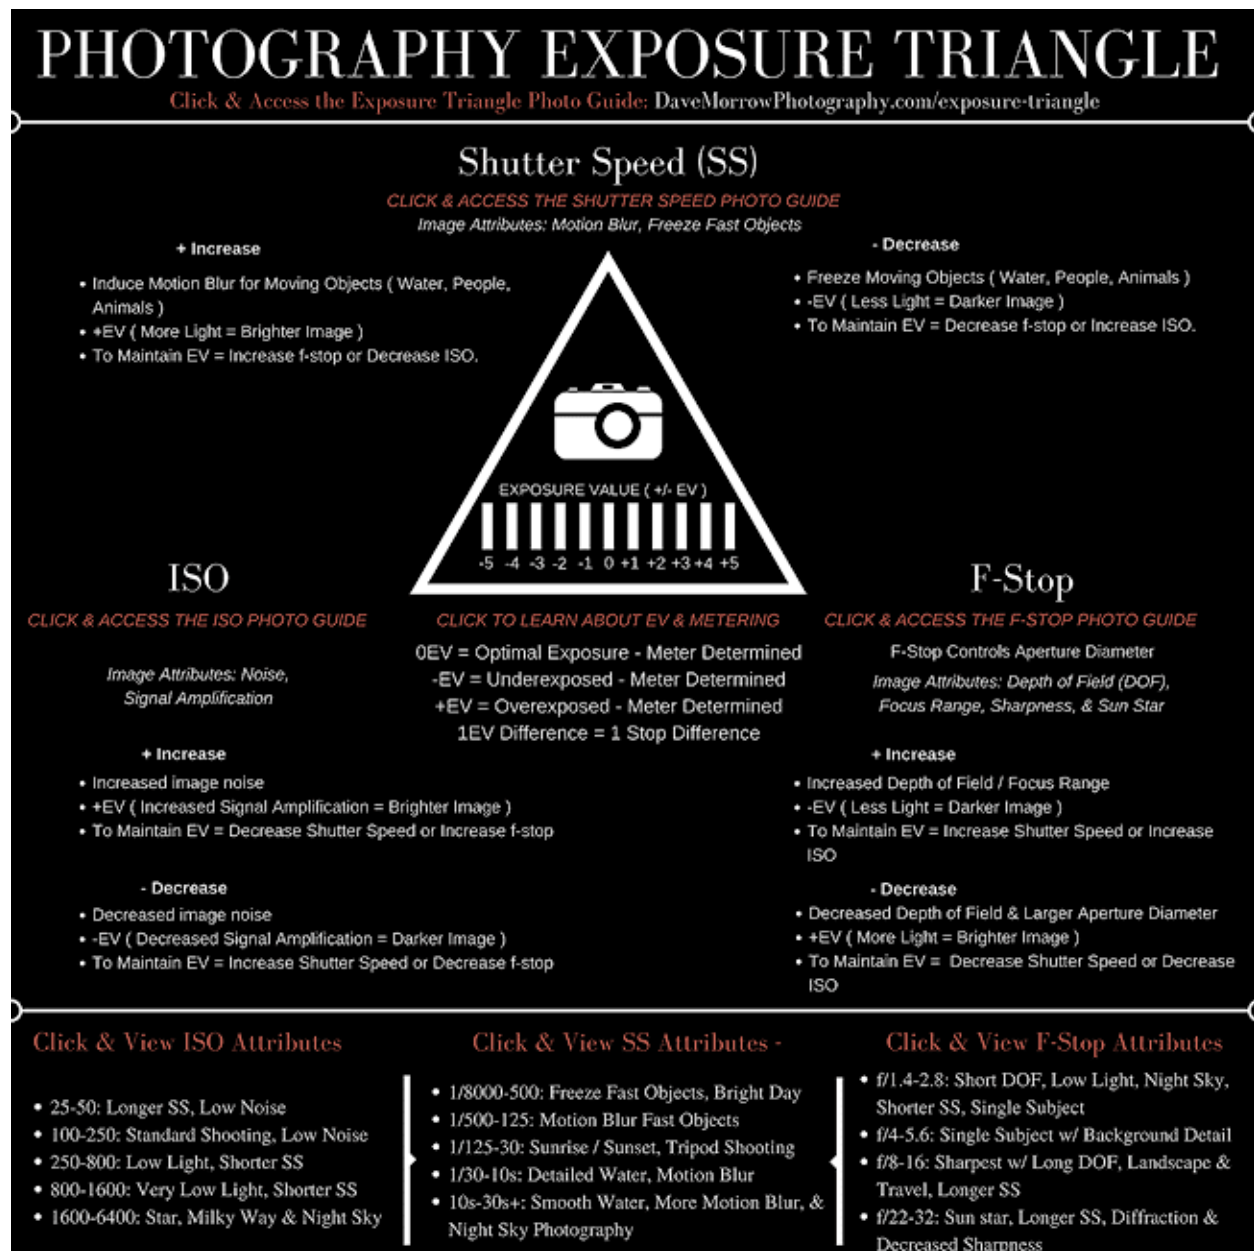 PHOTOGRAPHY EXPOSURE TRIANGLE
Click & Access the Exposure Triangle Photo Guide: DaveMorrowPhotography.com/exposure-triangle
Shutter Speed (SS)
CLICK & ACCESS THE SHUTTER SPEED PHOTO GUIDE
Image Attributes: Motion Blur, Freeze Fast Objects
+ Increase
• Induce Motion Blur for Moving Objects ( Water, People,
Animals )
• +EV ( More Light = Brighter Image )
• To Maintain EV = Increase f-stop or Decrease ISO.
- Decrease
• Freeze Moving Objects ( Water, People, Animals )
• -EV ( Less Light = Darker Image )
• To Maintain EV = Decrease f-stop or Increase ISO.
EXPOSURE VALUE ( +/- EV )
-5 -4 -3 -2 -1 0 +1 +2 +3 +4 +5
ISO
CLICK & ACCESS THE ISO PHOTO GUIDE
Image Attributes: Noise,
Signal Amplification
+ Increase
• Increased image noise
• +EV ( Increased Signal Amplification = Brighter Image )
• To Maintain EV = Decrease Shutter Speed or Increase f-stop
- Decrease
• Decreased image noise
• -EV ( Decreased Signal Amplification = Darker Image )
• To Maintain EV = Increase Shutter Speed or Decrease f-stop
CLICK TO LEARN ABOUT EV & METERING
0EV = Optimal Exposure - Meter Determined
-EV = Underexposed - Meter Determined
+EV = Overexposed - Meter Determined
1EV Difference = 1 Stop Difference
F-Stop
CLICK & ACCESS THE F-STOP PHOTO GUIDE
F-Stop Controls Aperture Diameter
Image Attributes: Depth of Field (DOF),
Focus Range, Sharpness, & Sun Star
+ Increase
• Increased Depth of Field / Focus Range
• -EV ( Less Light = Darker Image )
• To Maintain EV = Increase Shutter Speed or Increase
ISO
- Decrease
• Decreased Depth of Field & Larger Aperture Diameter
• +EV ( More Light = Brighter Image )
• To Maintain EV = Decrease Shutter Speed or Decrease
ISO
Click & View ISO Attributes
• 25-50: Longer SS, Low Noise
• 100-250: Standard Shooting, Low Noise
• 250-800: Low Light, Shorter SS
• 800-1600: Very Low Light, Shorter SS
• 1600-6400: Star, Milky Way & Night Sky
Click & View SS Attributes -
• 1/8000-500: Freeze Fast Objects, Bright Day
• 1/500-125: Motion Blur Fast Objects
• 1/125-30: Sunrise / Sunset, Tripod Shooting
• 1/30-10s: Detailed Water, Motion Blur
• 10s-30s+: Smooth Water, More Motion Blur, &
Night Sky Photography
Click & View F-Stop Attributes
• f/1.4-2.8: Short DOF, Low Light, Night Sky,
Shorter SS, Single Subject
• f/4-5.6: Single Subject w/ Background Detail
• f/8-16: Sharpest w/ Long DOF, Landscape &
Travel, Longer SS
• f/22-32: Sun star, Longer SS, Diffraction &
Decreased Sharpness